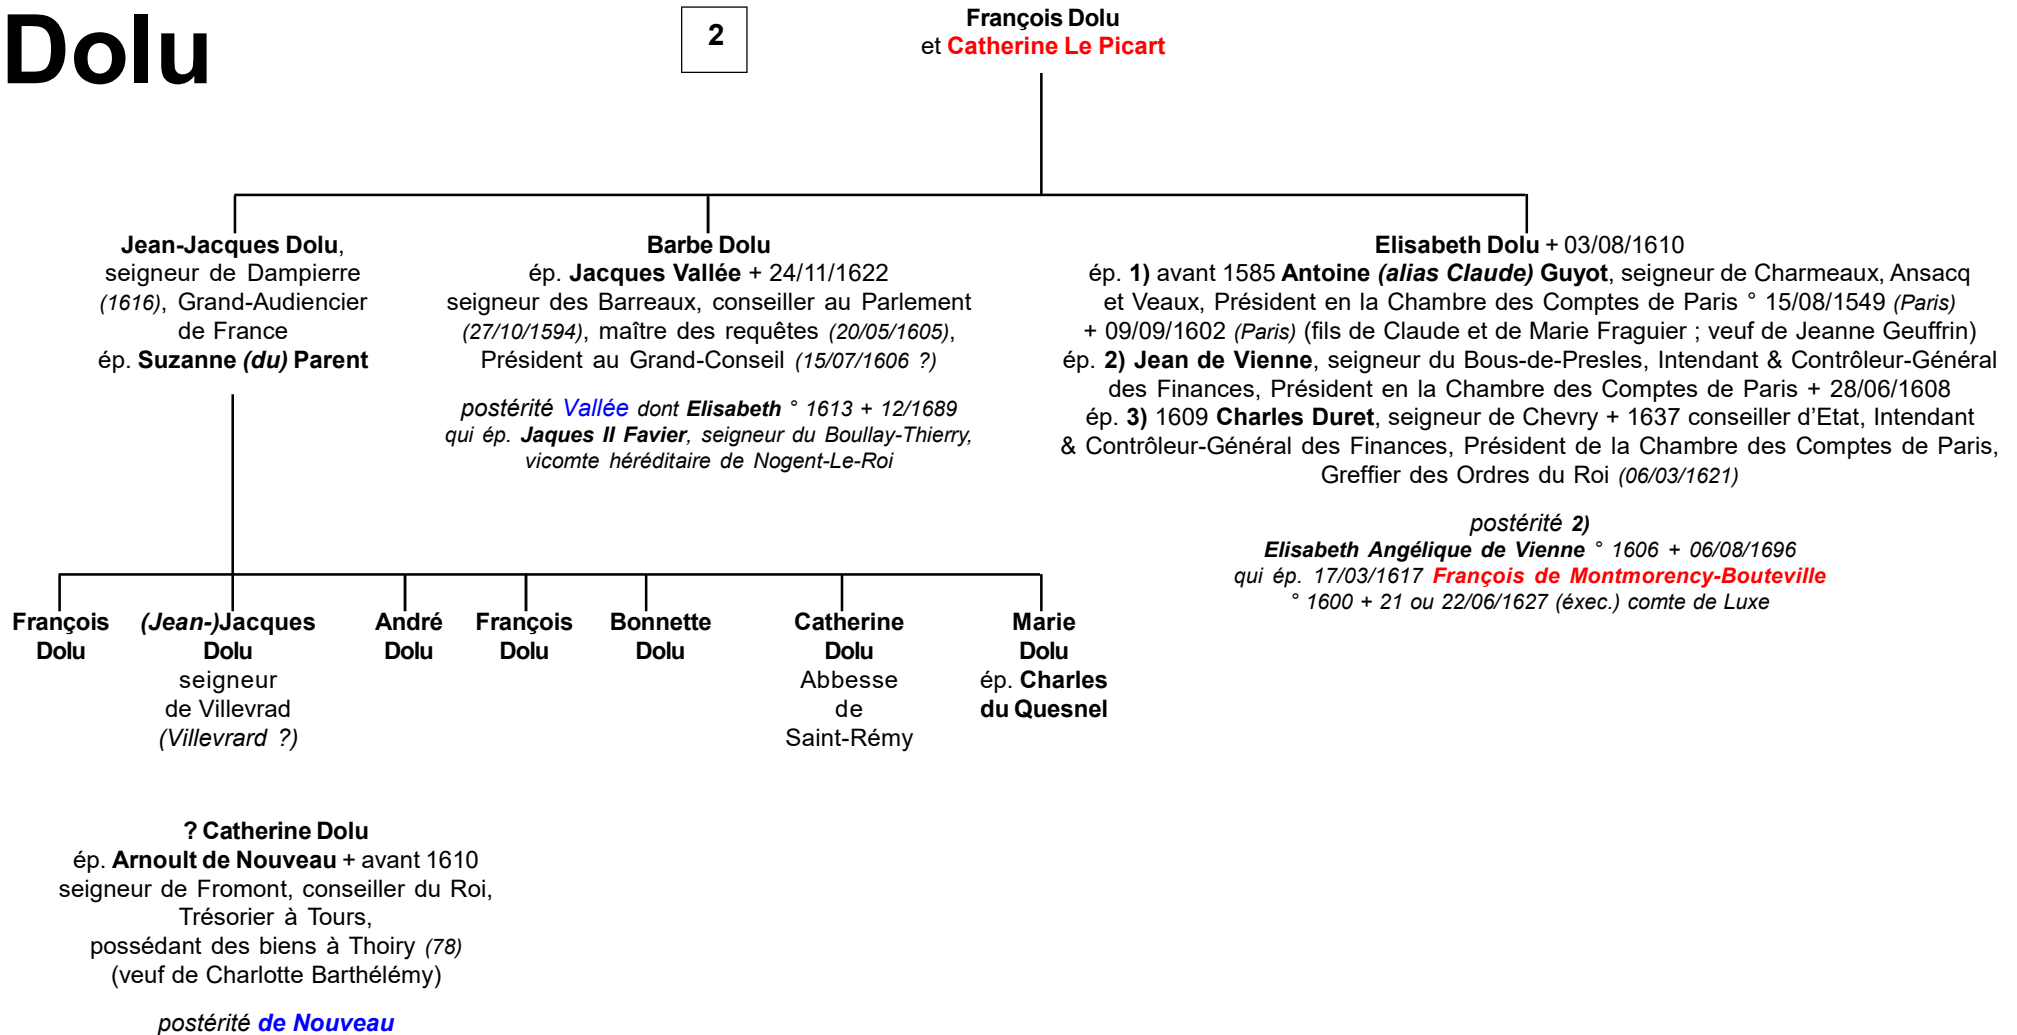 Dolu
2
François Dolu
et Catherine Le Picart
Jean-Jacques Dolu,
seigneur de Dampierre
(1616), Grand-Audiencier
de France
ép. Suzanne (du) Parent
Barbe Dolu
ép. Jacques Vallée + 24/11/1622
seigneur des Barreaux, conseiller au Parlement
(27/10/1594), maître des requêtes (20/05/1605),
Président au Grand-Conseil (15/07/1606 ?)
postérité Vallée dont Elisabeth ° 1613 + 12/1689
qui ép. Jaques II Favier, seigneur du Boullay-Thierry,
vicomte héréditaire de Nogent-Le-Roi
Elisabeth Dolu + 03/08/1610
ép. 1) avant 1585 Antoine (alias Claude) Guyot, seigneur de Charmeaux, Ansacq
et Veaux, Président en la Chambre des Comptes de Paris ° 15/08/1549 (Paris)
+ 09/09/1602 (Paris) (fils de Claude et de Marie Fraguier ; veuf de Jeanne Geuffrin)
ép. 2) Jean de Vienne, seigneur du Bous-de-Presles, Intendant & Contrôleur-Général
des Finances, Président en la Chambre des Comptes de Paris + 28/06/1608
ép. 3) 1609 Charles Duret, seigneur de Chevry + 1637 conseiller d'Etat, Intendant
& Contrôleur-Général des Finances, Président de la Chambre des Comptes de Paris,
Greffier des Ordres du Roi (06/03/1621)
postérité 2)
Elisabeth Angélique de Vienne ° 1606 + 06/08/1696
qui ép. 17/03/1617 François de Montmorency-Bouteville
° 1600 + 21 ou 22/06/1627 (éxec.) comte de Luxe
François
Dolu
(Jean-)Jacques
Dolu
seigneur
de Villevrad
(Villevrard ?)
André
Dolu
François
Dolu
Bonnette
Dolu
Catherine
Dolu
Abbesse
de
Saint-Rémy
Marie
Dolu
ép. Charles
du Quesnel
? Catherine Dolu
ép. Arnoult de Nouveau + avant 1610
seigneur de Fromont, conseiller du Roi,
Trésorier à Tours,
possédant des biens à Thoiry (78)
(veuf de Charlotte Barthélémy)
postérité de Nouveau